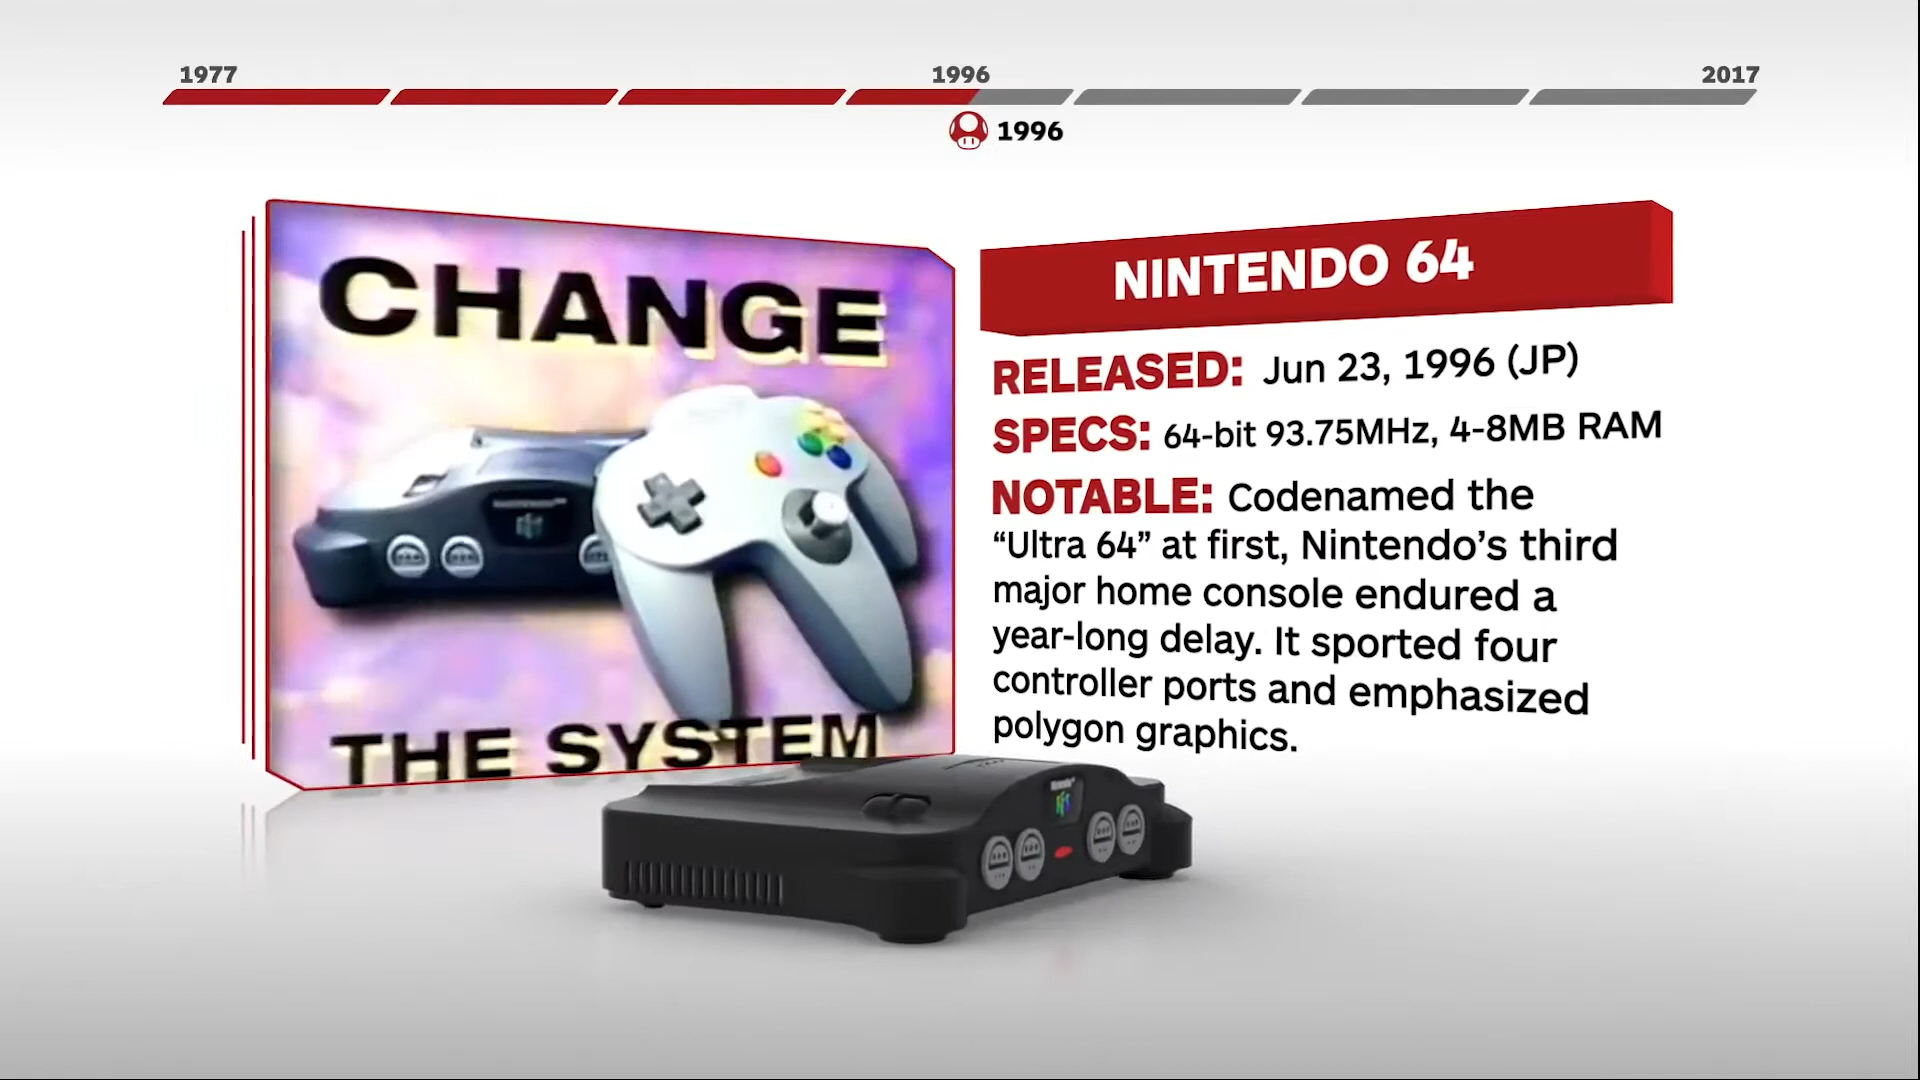 1977
1996
2017
1996
CHANGE
THE SYSTEM
NINTENDO 64
RELEASED: Jun 23, 1996 (JP)
SPECS: 64-bit 93.75MHz, 4-8MB RAM
NOTABLE: Codenamed the
“Ultra 64” at first, Nintendo’s third
major home console endured a
year-long delay. It sported four
controller ports and emphasized
polygon graphics.
Nintendo